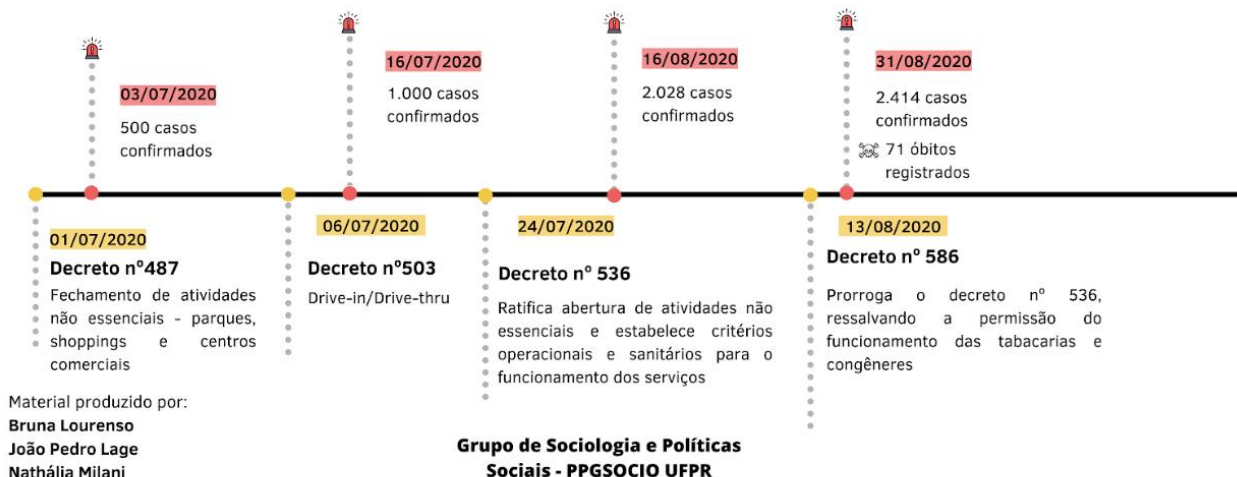 03/07/2020
500 casos
confirmados
16/07/2020
1.000 casos
confirmados
16/08/2020
2.028 casos
confirmados
31/08/2020
2.414 casos
confirmados
71 óbitos
registrados
01/07/2020
Decreto nº487
Fechamento de atividades
não essenciais - parques,
shoppings e centros
comerciais
06/07/2020
Decreto nº503
Drive-in/Drive-thru
24/07/2020
Decreto nº 536
Ratifica abertura de atividades não
essenciais e estabelece critérios
operacionais e sanitários para o
funcionamento dos serviços
13/08/2020
Decreto nº 586
Prorroga o decreto nº 536,
ressalvando a permissão do
funcionamento das tabacarias e
congêneres
Material produzido por:
Bruna Lourenso
João Pedro Lage
Nathália Milani
Grupo de Sociologia e Políticas
Sociais - PPGSOCIO UFPR